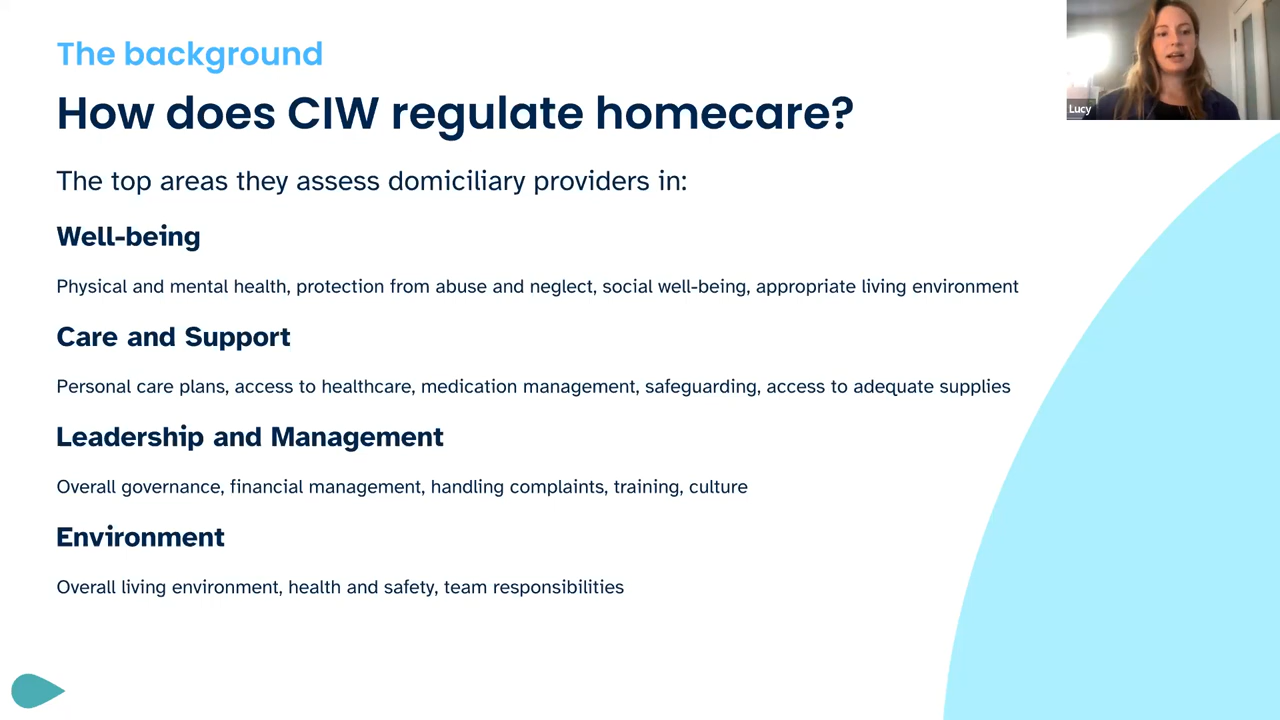 The background
How does CIW regulate homecare?
The top areas they assess domiciliary providers in:
Well-being
Physical and mental health, protection from abuse and neglect, social well-being, appropriate living environment
Care and Support
Personal care plans, access to healthcare, medication management, safeguarding, access to adequate supplies
Leadership and Management
Overall governance, financial management, handling complaints, training, culture
Environment
Overall living environment, health and safety, team responsibilities
Lucy